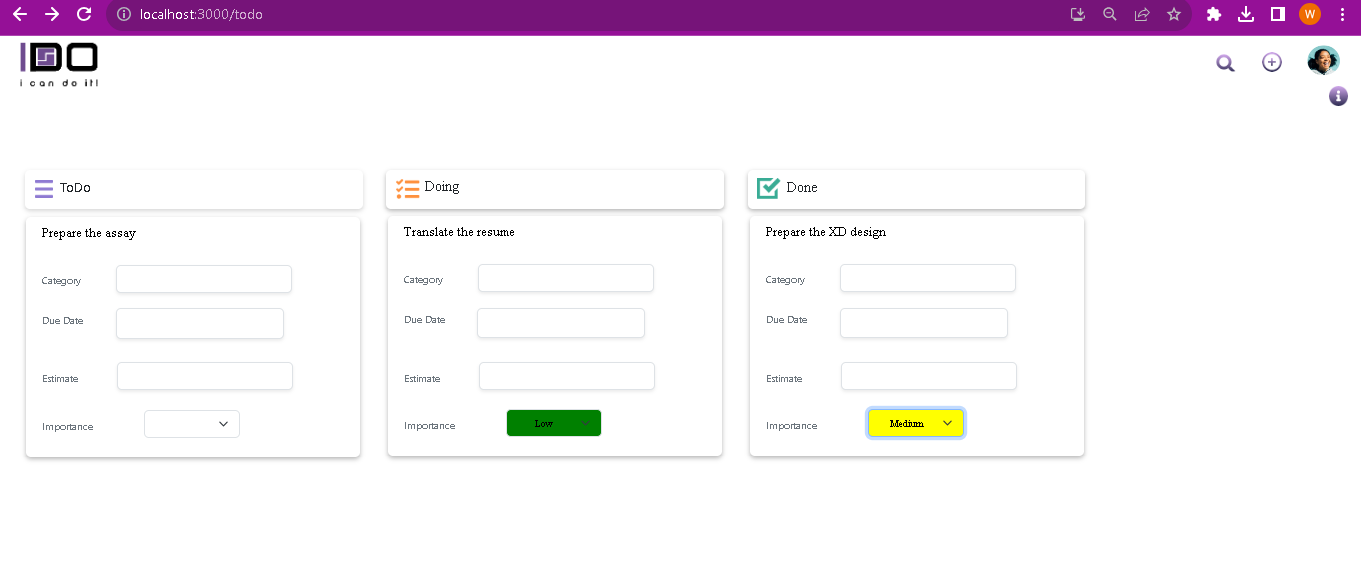 localhost:3000/todo
W
IDO
i can do it!
ToDo
Prepare the assay
Category
Due Date
Estimate
Importance
Doing
Translate the resume
Category
Due Date
Estimate
Importance
Low
Done
Prepare the XD design
Category
Due Date
Estimate
Importance
Medium